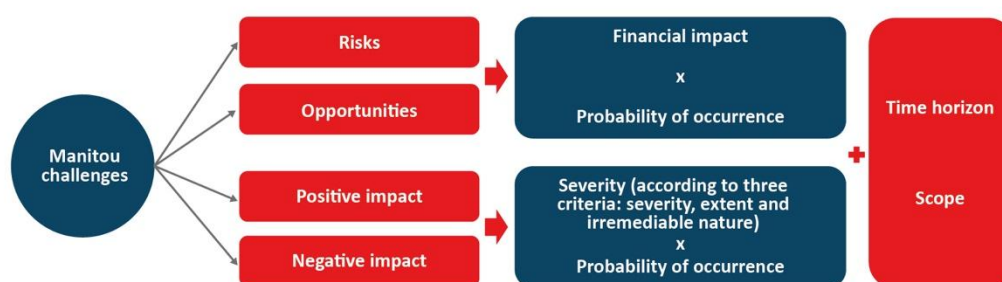 Manitou
challenges
Risks
Opportunities
Positive impact
Negative impact
Financial impact
x
Probability of occurrence
Severity (according to three
criteria: severity, extent and
irremediable nature)
x
Probability of occurrence
+
Time horizon
Scope